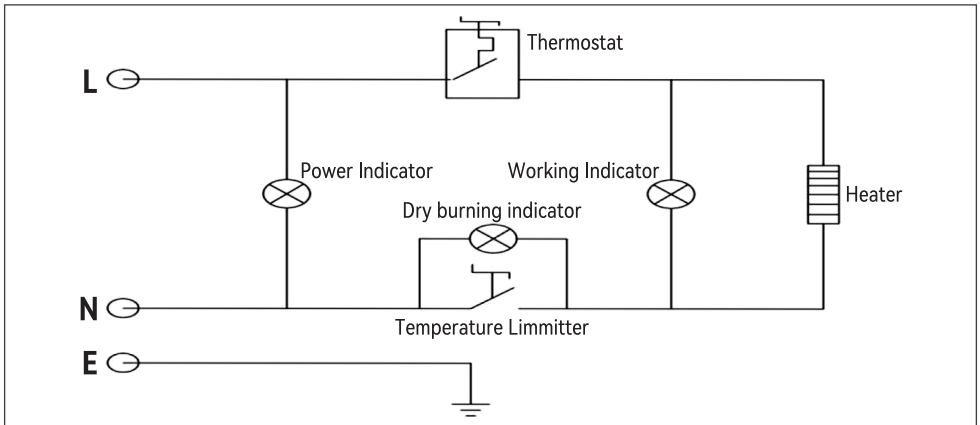 Thermostat
L
Power Indicator
Working Indicator
Heater
Dry burning indicator
N
Temperature Limmitter
E